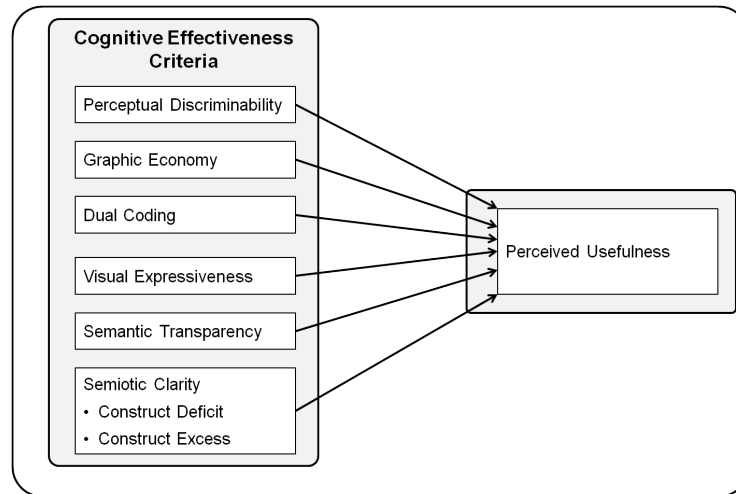 Cognitive Effectiveness
Criteria
Perceptual Discriminability
Graphic Economy
Dual Coding
Visual Expressiveness
Semantic Transparency
Semiotic Clarity
• Construct Deficit
• Construct Excess
Perceived Usefulness